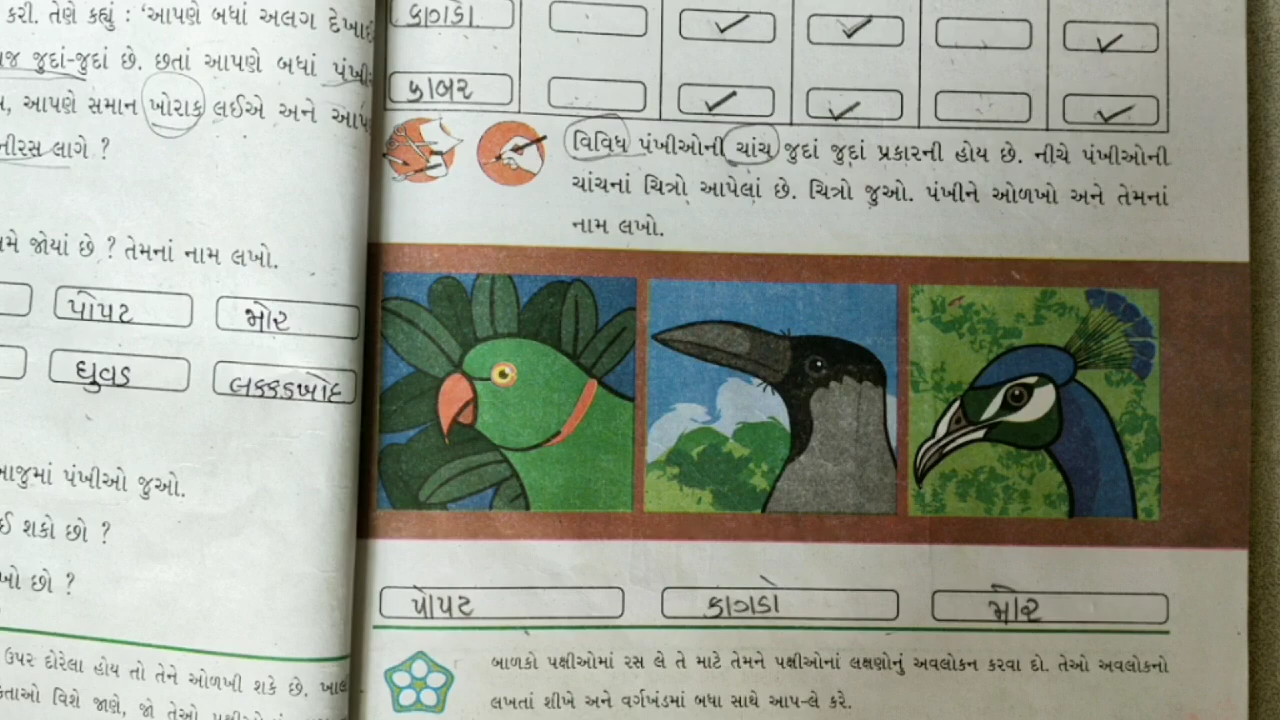 કરી. તેણે કહ્યું : ‘આપણે બધાં અલગ
જુદાં-જુદાં છે. છતાં આપણે બધાં
આપણે સમાન ખોરાક લઈએ અને
નીરસ લાગે ?
જોયાં છે ? તેમનાં નામ લખો.
પોપટ
મોર
ઘુવડ
લક્કડખોદ
પંખીઓ જુઓ.
શકો છો ?
છો ?
ઉપર દોરેલા હોય તો તેને ઓળખી શકે છે.
વિશે જાણે, જો તેઓ
કાગડો
કાબર
વિવિધ પંખીઓની ચાંચ જુદાં જુદાં પ્રકારની હોય છે. નીચે પંખીઓની
ચાંચનાં ચિત્રો આપેલાં છે. ચિત્રો જુઓ. પંખીને ઓળખો અને તેમનાં
નામ લખો.
પોપટ
કાગડો
મોર
બાળકો પક્ષીઓમાં રસ લે તે માટે તેમને પક્ષીઓનાં લક્ષણોનું અવલોકન કરવા દો. તેઓ અવલોકનો
લખતાં શીખે અને વર્ગખંડમાં બધા સાથે આપ-લે કરે.